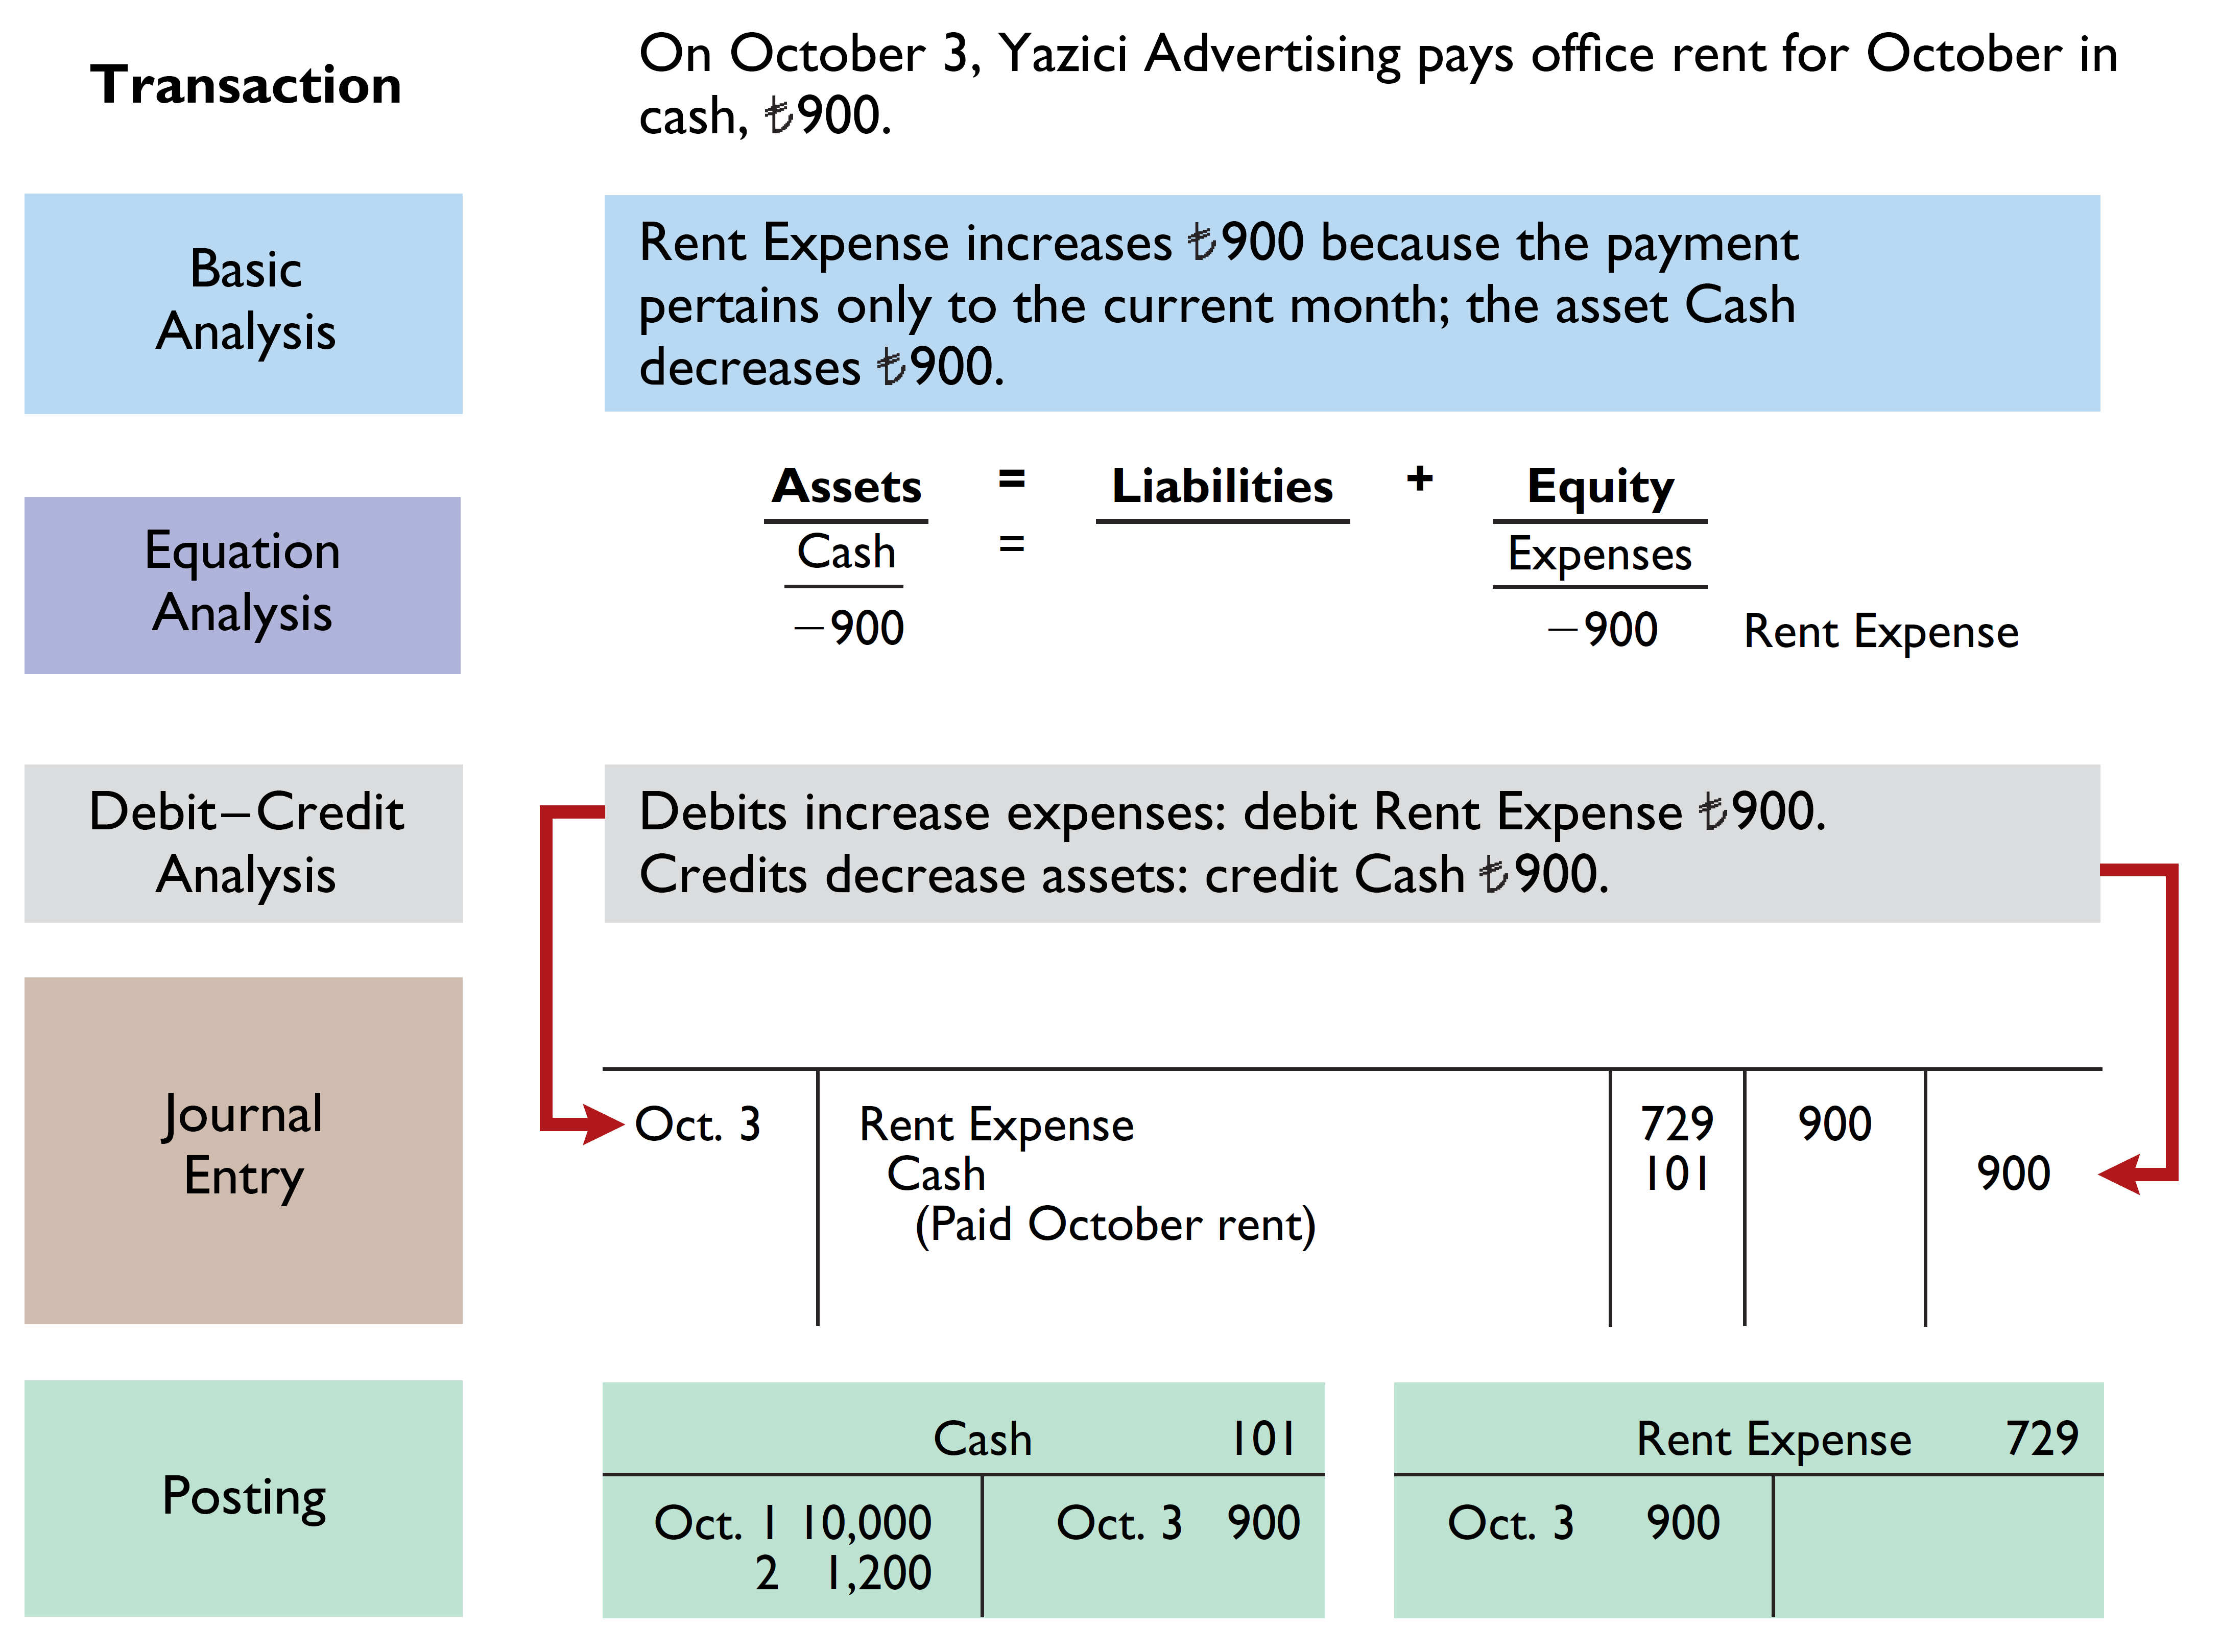 Transaction
On October 3, Yazici Advertising pays office rent for October in
cash, ₺900.
Basic
Analysis
Rent Expense increases ₺900 because the payment
pertains only to the current month; the asset Cash
decreases ₺900.
Equation
Analysis
Assets = Liabilities + Equity
Cash = Expenses
−900 −900 Rent Expense
Debit–Credit
Analysis
Debits increase expenses: debit Rent Expense ₺900.
Credits decrease assets: credit Cash ₺900.
Journal
Entry
Oct. 3 Rent Expense 729 900
Cash 101 900
(Paid October rent)
Posting
Cash 101
Oct. 1 10,000 Oct. 3 900
2 1,200
Rent Expense 729
Oct. 3 900